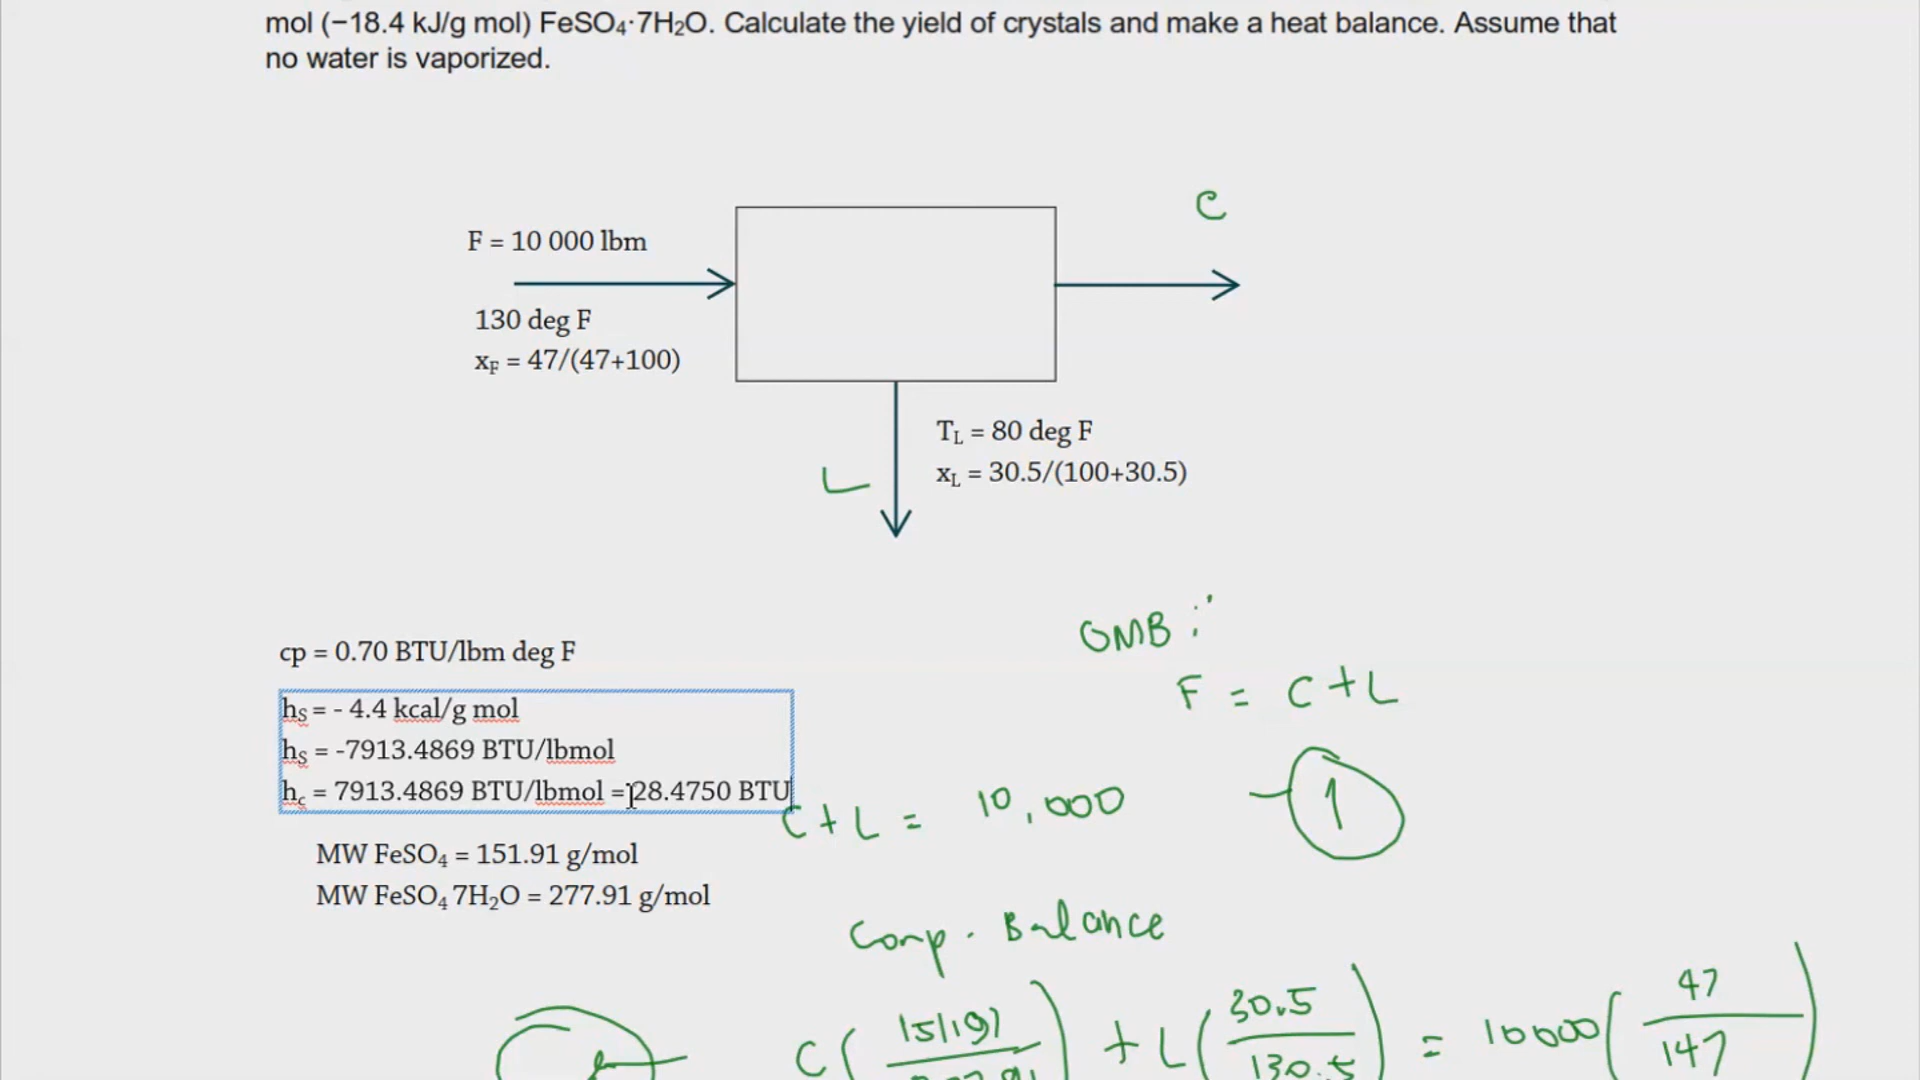 mol (−18.4 kJ/g mol) FeSO₄·7H₂O. Calculate the yield of crystals and make a heat balance. Assume that
no water is vaporized.
C
F = 10 000 lbm
130 deg F
x_F = 47/(47+100)
T_L = 80 deg F
x_L = 30.5/(100+30.5)
L
OMB :
F = C + L
cp = 0.70 BTU/lbm deg F
h_S = - 4.4 kcal/g mol
h_S = -7913.4869 BTU/lbmol
h_c = 7913.4869 BTU/lbmol = 28.4750 BTU
C + L = 10,000
1
MW FeSO₄ = 151.91 g/mol
MW FeSO₄ 7H₂O = 277.91 g/mol
Comp. Balance
C ( 151.91 ) + L ( 30.5 / 130.5 ) = 10000 ( 47 / 147 )